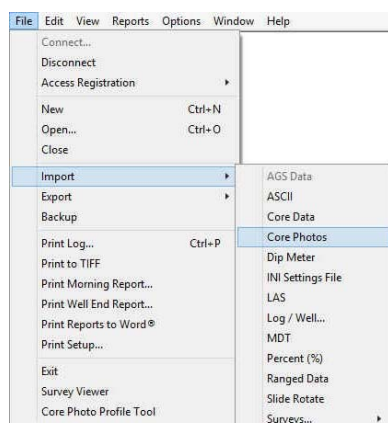 File Edit View Reports Options Window Help
Connect...
Disconnect
Access Registration
New Ctrl+N
Open... Ctrl+O
Close
Import
Export
Backup
Print Log... Ctrl+P
Print to TIFF
Print Morning Report...
Print Well End Report...
Print Reports to Word®
Print Setup...
Exit
Survey Viewer
Core Photo Profile Tool
AGS Data
ASCII
Core Data
Core Photos
Dip Meter
INI Settings File
LAS
Log / Well...
MDT
Percent (%)
Ranged Data
Slide Rotate
Surveys...